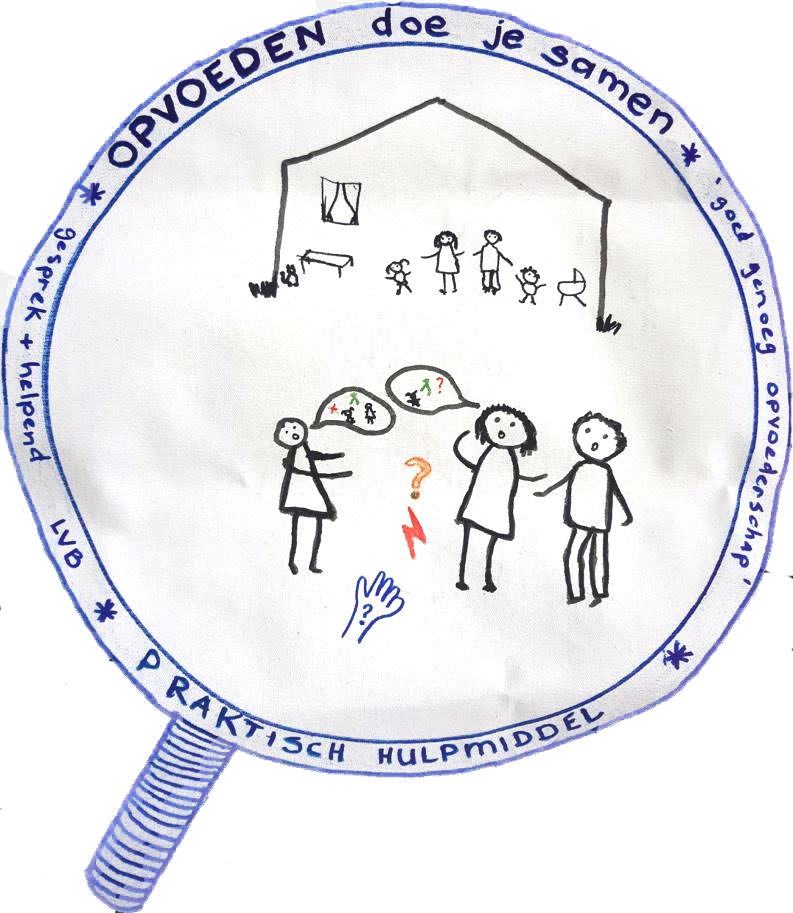 OPVOEDEN doe je samen
* 'goed genoeg opvoederschap' *
PRAKTISCH HULPMIDDEL
* LVB gesprek + helpend *
?
?
?